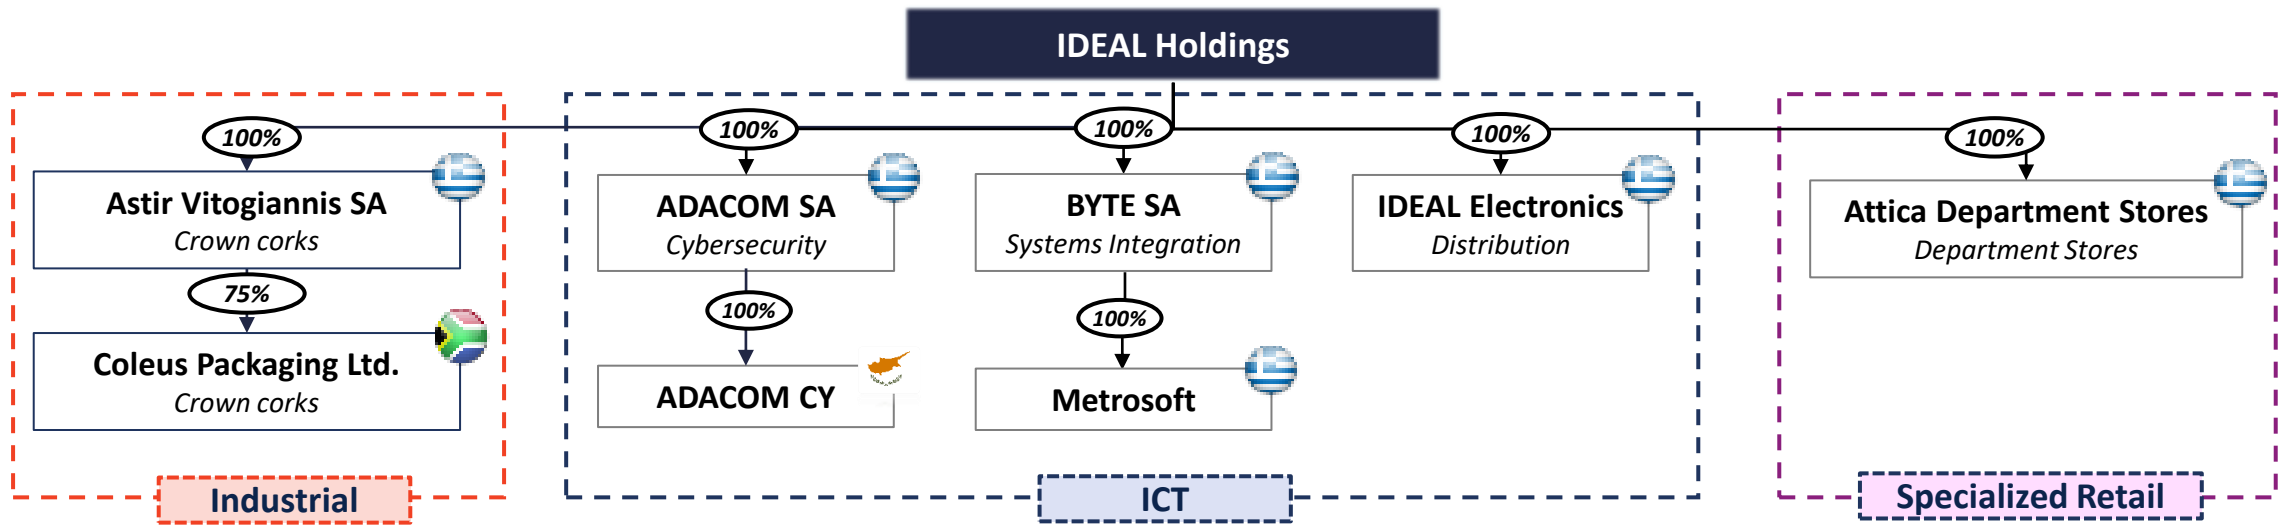 IDEAL Holdings
100%
100%
100%
100%
100%
Astir Vitogiannis SA
Crown corks
ADACOM SA
Cybersecurity
BYTE SA
Systems Integration
IDEAL Electronics
Distribution
Attica Department Stores
Department Stores
75%
100%
100%
Coleus Packaging Ltd.
Crown corks
ADACOM CY
Metrosoft
Industrial
ICT
Specialized Retail